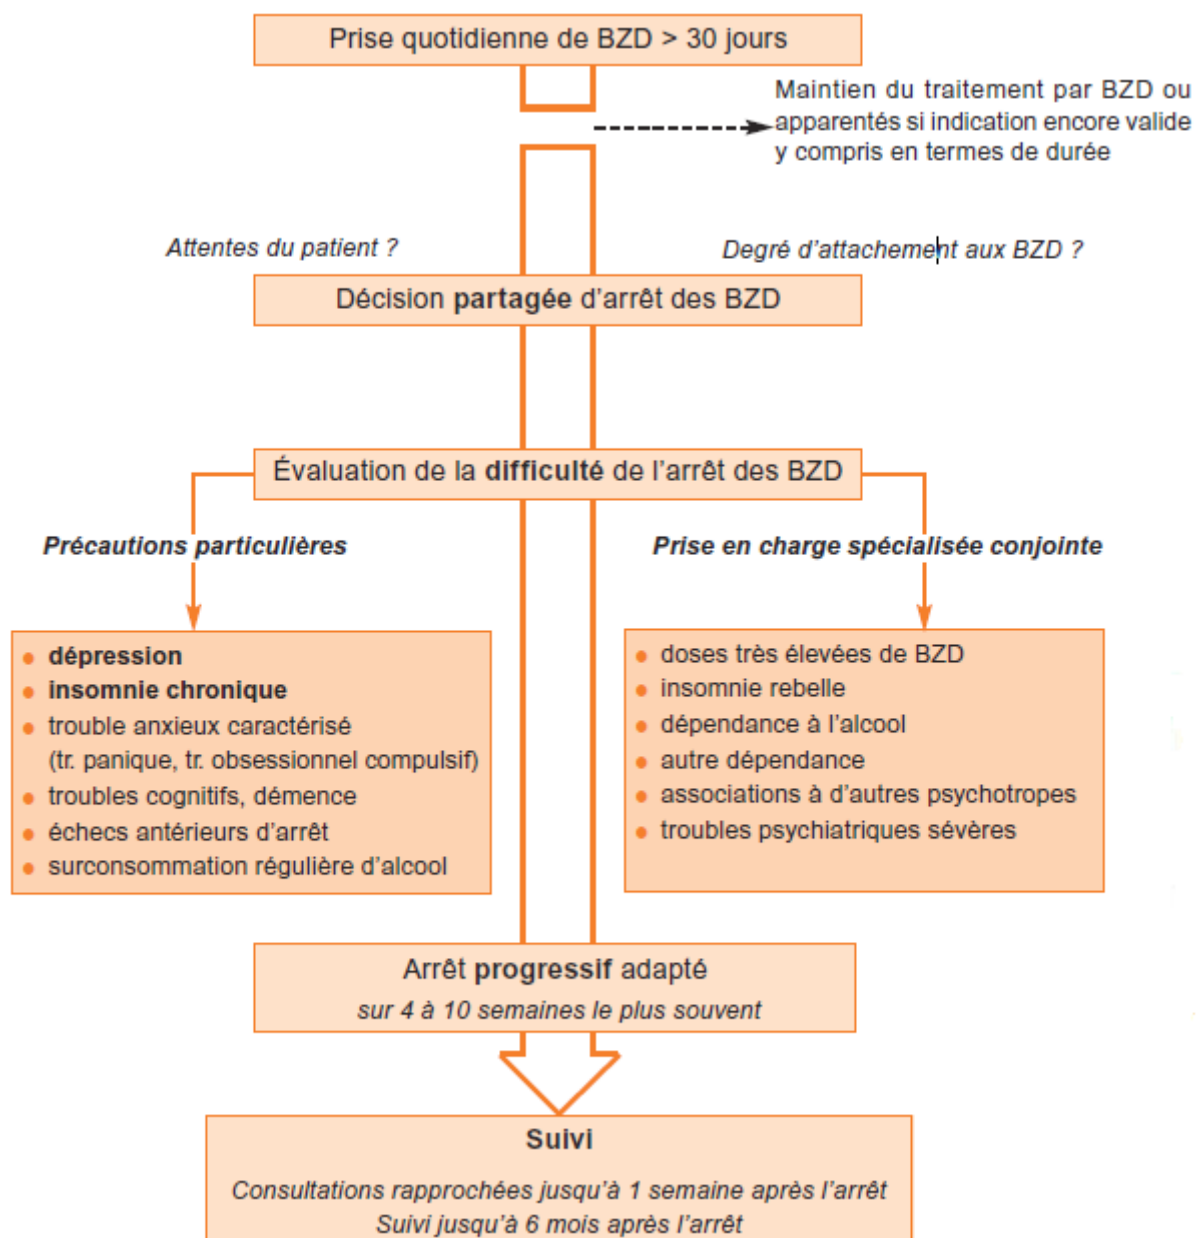 Prise quotidienne de BZD > 30 jours
Maintien du traitement par BZD ou
apparentés si indication encore valide
y compris en termes de durée
Attentes du patient ?
Degré d'attachement aux BZD ?
Décision partagée d'arrêt des BZD
Évaluation de la difficulté de l'arrêt des BZD
Précautions particulières
• dépression
• insomnie chronique
• trouble anxieux caractérisé
(tr. panique, tr. obsessionnel compulsif)
• troubles cognitifs, démence
• échecs antérieurs d'arrêt
• surconsommation régulière d'alcool
Prise en charge spécialisée conjointe
• doses très élevées de BZD
• insomnie rebelle
• dépendance à l'alcool
• autre dépendance
• associations à d'autres psychotropes
• troubles psychiatriques sévères
Arrêt progressif adapté
sur 4 à 10 semaines le plus souvent
Suivi
Consultations rapprochées jusqu'à 1 semaine après l'arrêt
Suivi jusqu'à 6 mois après l'arrêt